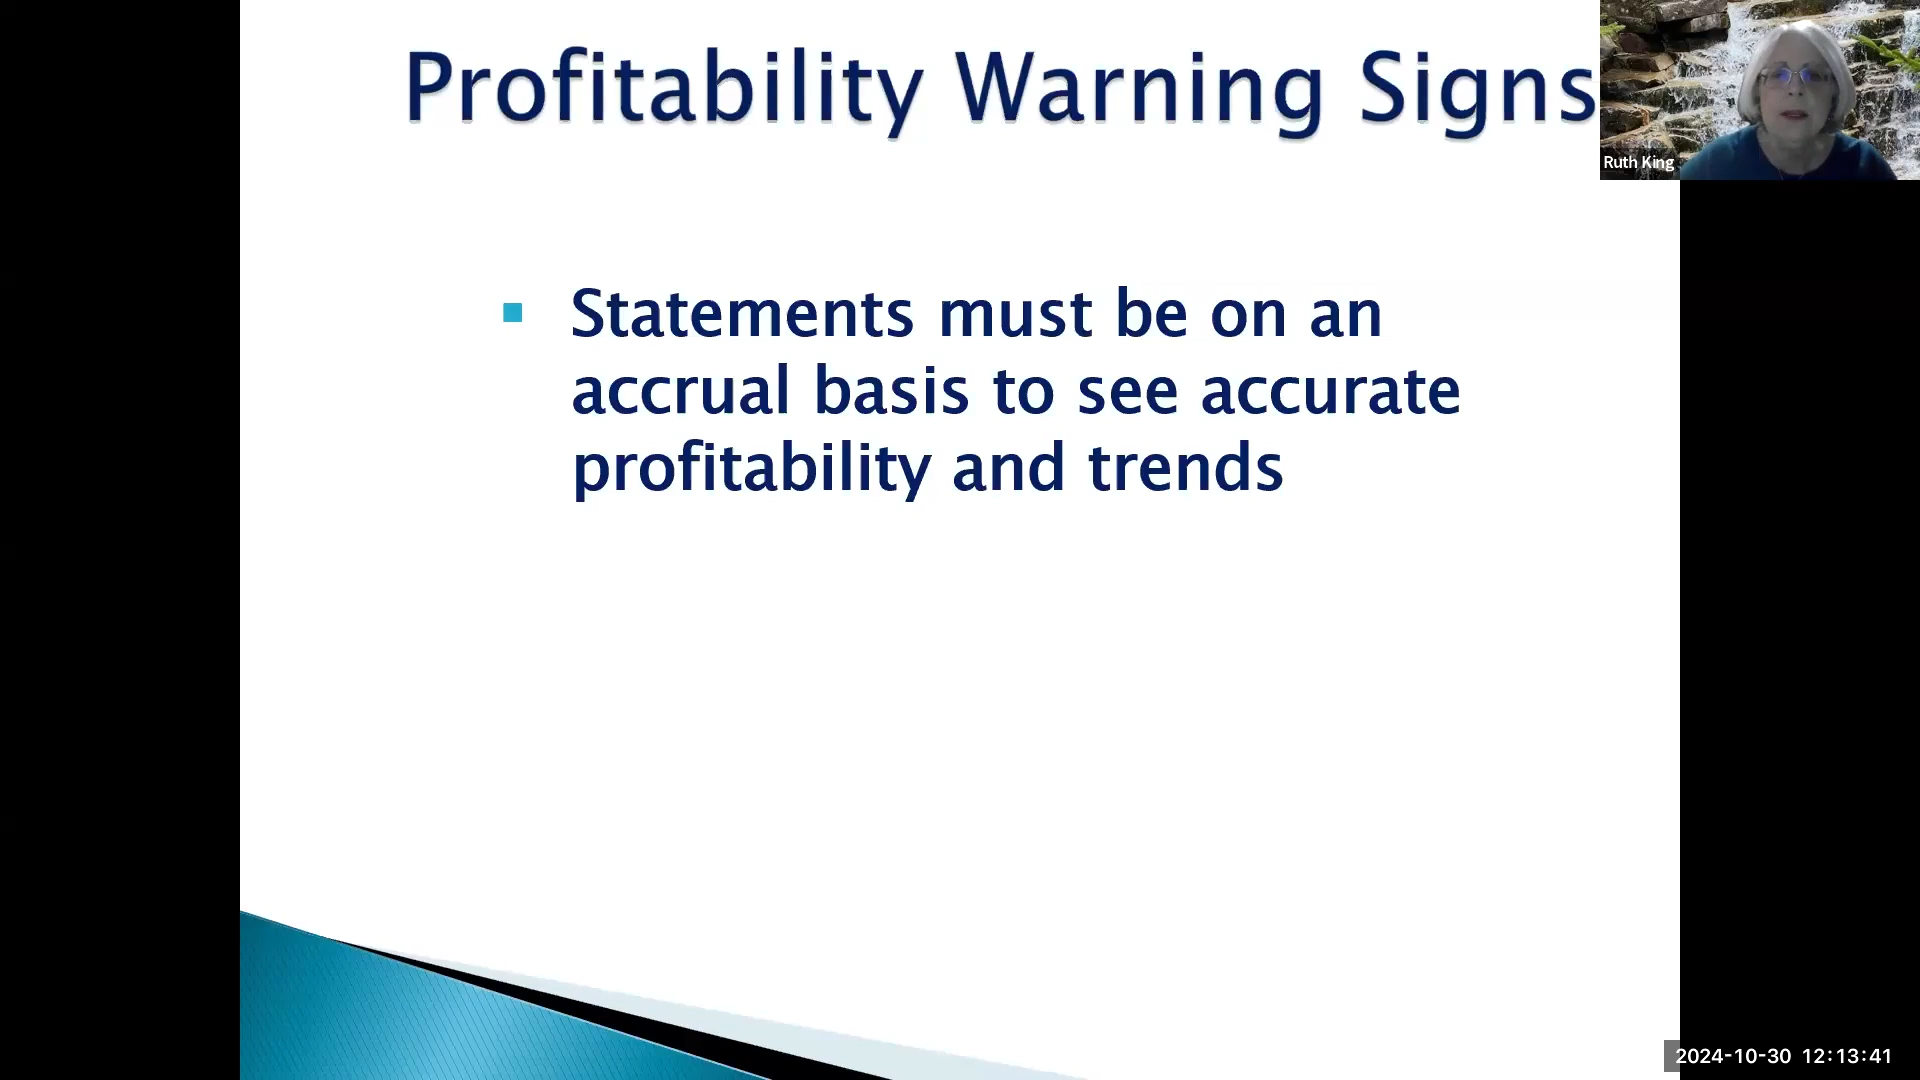 Profitability Warning Signs
Ruth King
Statements must be on an
accrual basis to see accurate
profitability and trends
2024-10-30 12:13:41